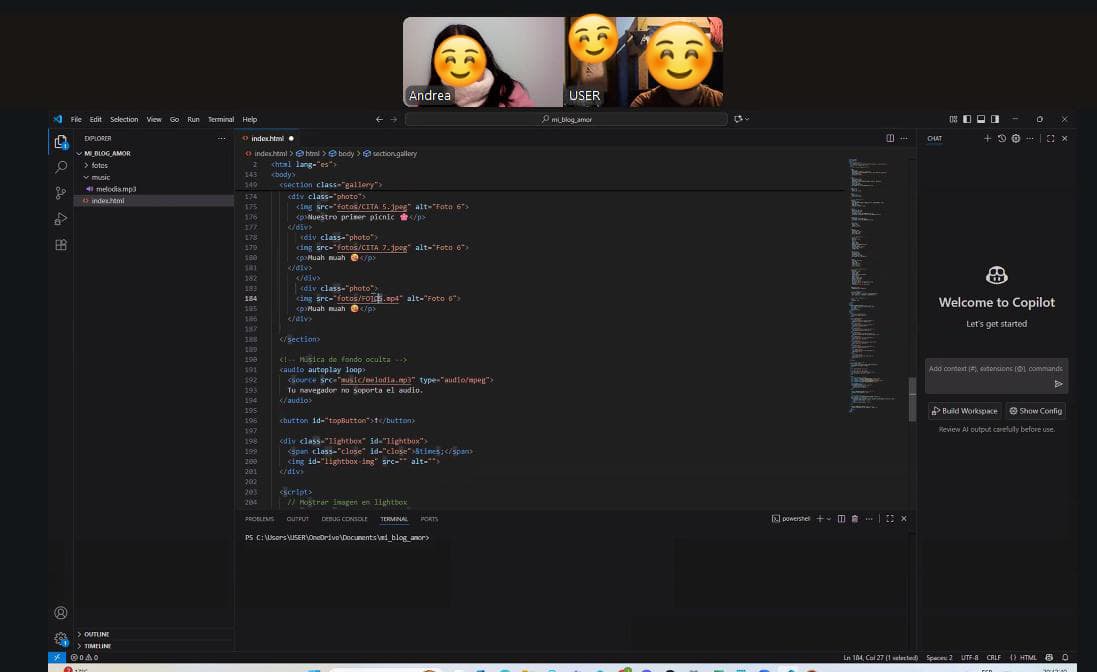 Andrea
USER
File Edit Selection View Go Run Terminal Help
mi_blog_amor
EXPLORER
MI_BLOG_AMOR
fotos
music
melodia.mp3
index.html
index.html
index.html > html > body > section.gallery
2 <html lang="es">
143 <body>
149 <section class="gallery">
174 <div class="photo">
175 <img src="fotos/CITA 5.jpeg" alt="Foto 6">
176 <p>Nuestro primer picnic 🌸</p>
177 </div>
178 <div class="photo">
179 <img src="fotos/CITA 7.jpeg" alt="Foto 6">
180 <p>Muah muah 😘</p>
181 </div>
182 </div>
183 <div class="photo">
184 <img src="fotos/FOTOS.mp4" alt="Foto 6">
185 <p>Muah muah 😘</p>
186 </div>
187
188 </section>
189
190 <!-- Música de fondo oculta -->
191 <audio autoplay loop>
192 <source src="music/melodia.mp3" type="audio/mpeg">
193 Tu navegador no soporta el audio.
194 </audio>
195
196 <button id="topButton">↑</button>
197
198 <div class="lightbox" id="lightbox">
199 <span class="close" id="close">&times;</span>
200 <img id="lightbox-img" src="" alt="">
201 </div>
202
203 <script>
204 // Mostrar imagen en lightbox
PROBLEMS OUTPUT DEBUG CONSOLE TERMINAL PORTS
powershell
PS C:\Users\USER\OneDrive\Documents\mi_blog_amor>
CHAT
Welcome to Copilot
Let's get started
Add context (#), extensions (@), commands
Build Workspace
Show Config
Review AI output carefully before use.
OUTLINE
TIMELINE
0 0
Ln 184, Col 27 (1 selected) Spaces: 2 UTF-8 CRLF {} HTML